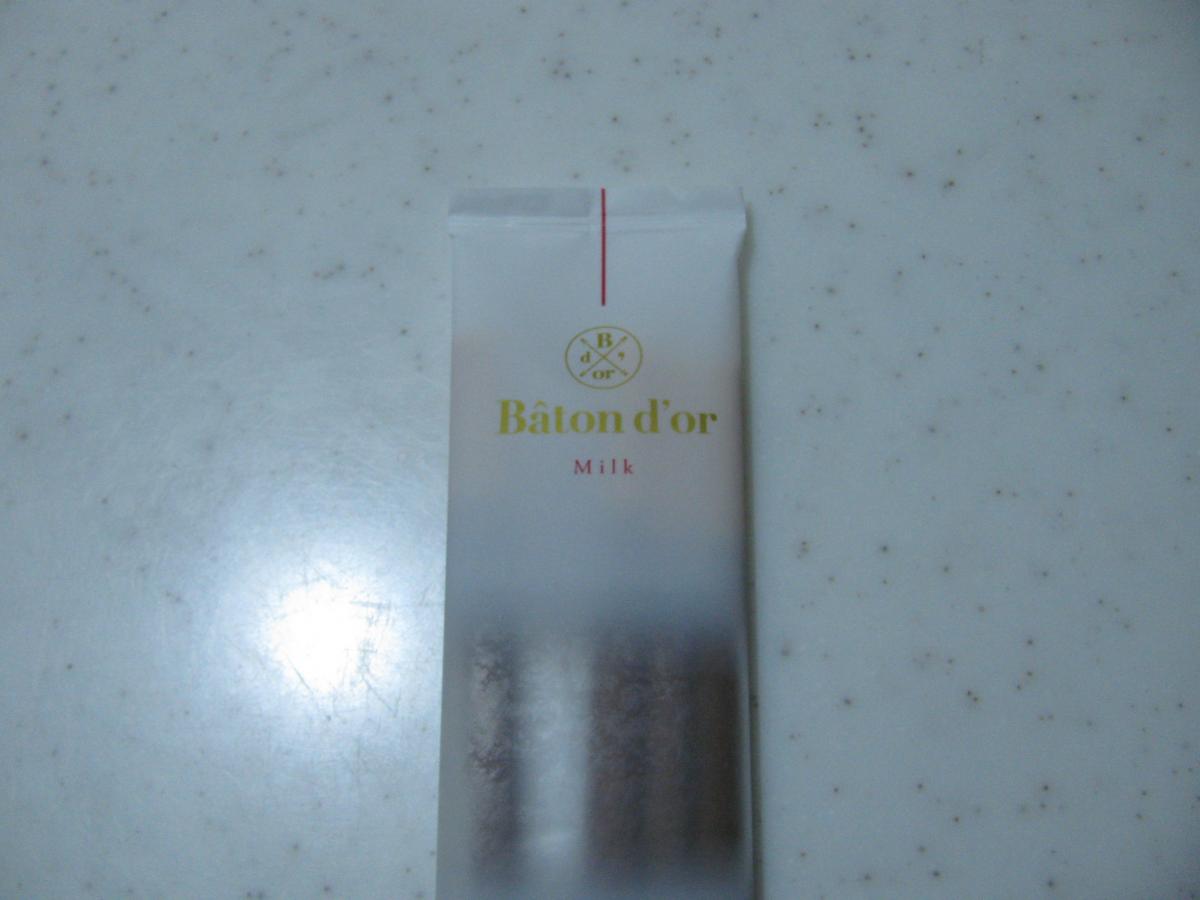 B
d ’
or
Bâton d’or
Milk